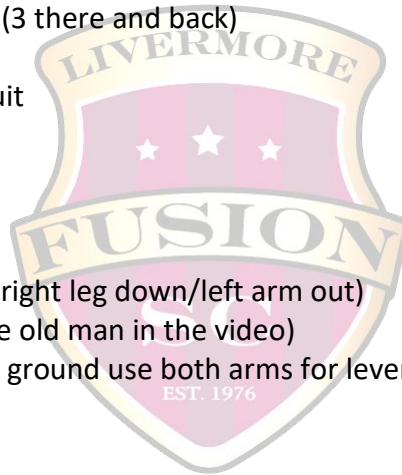 (3 there and back)
LIVERMORE
uit
FUSION
right leg down/left arm out)
e old man in the video)
SC
ground use both arms for lever
EST. 1976